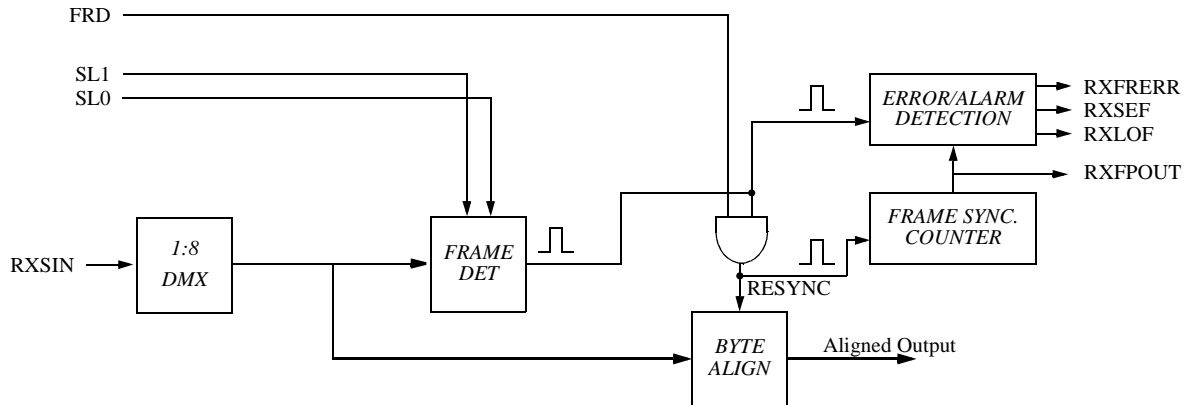 FRD
SL1
SL0
RXSIN
1:8
DMX
FRAME
DET
RESYNC
BYTE
ALIGN
Aligned Output
ERROR/ALARM
DETECTION
FRAME SYNC.
COUNTER
RXFRERR
RXSEF
RXLOF
RXFPOUT